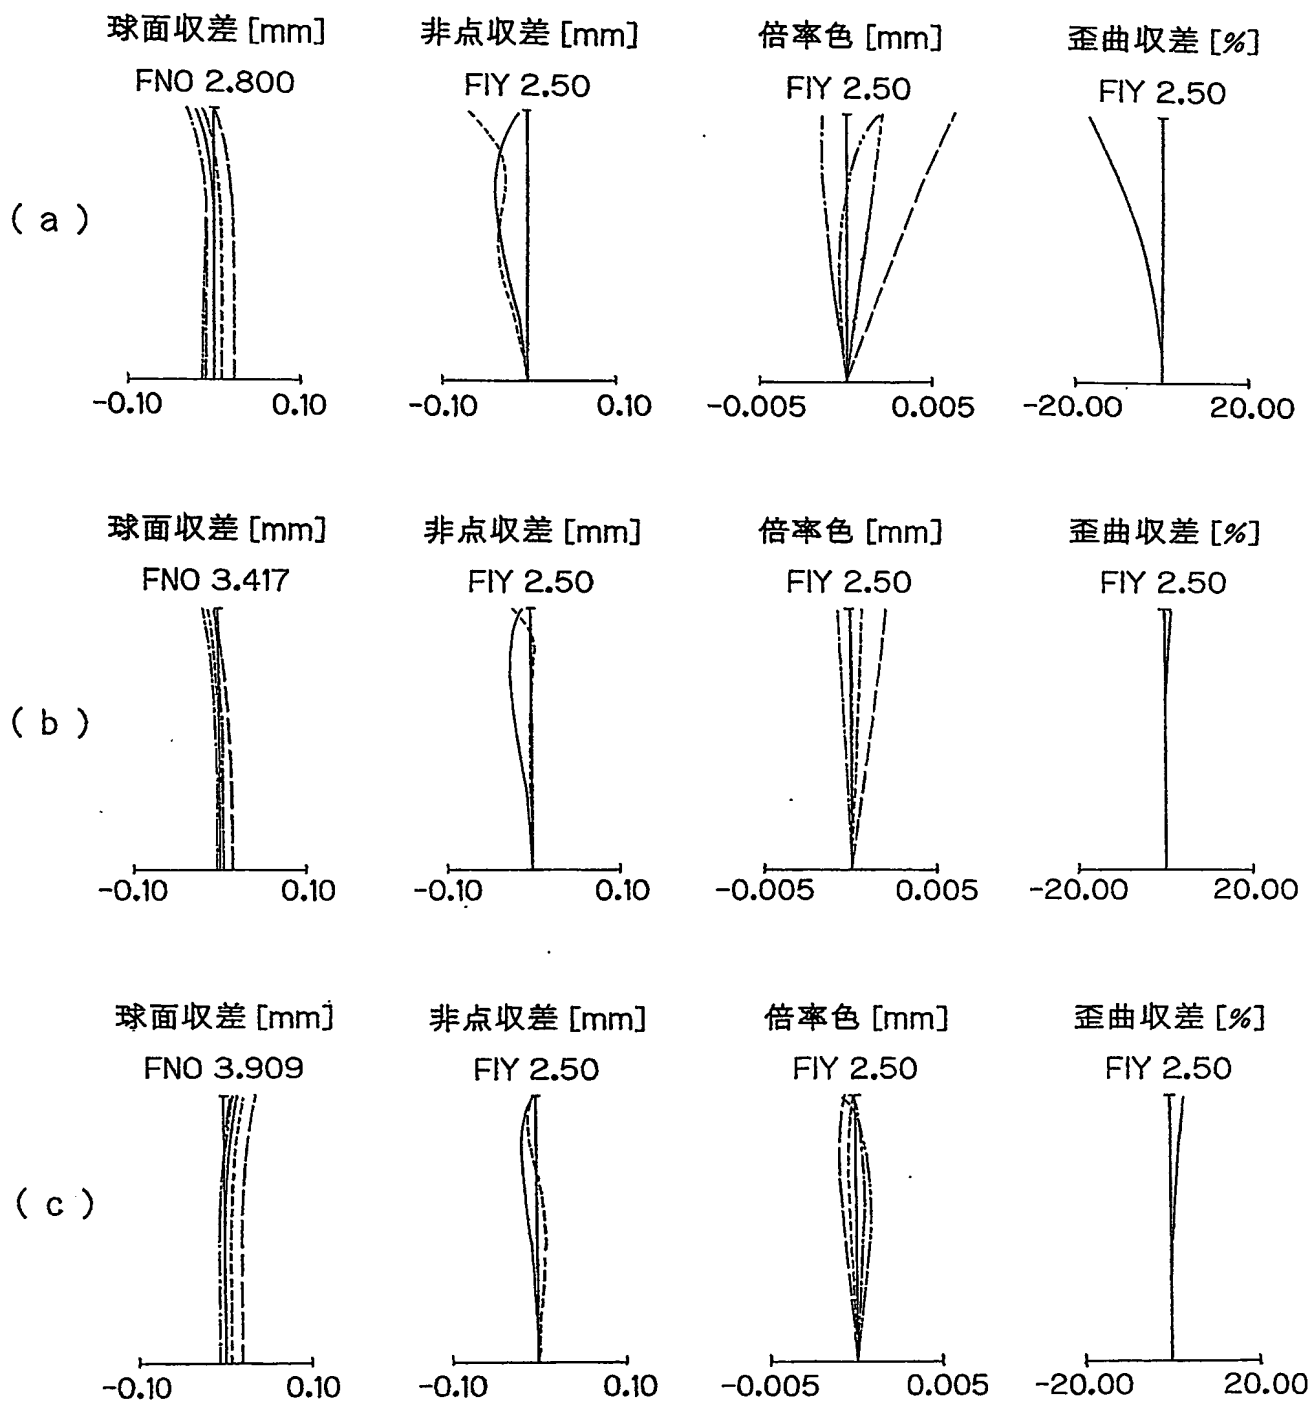 球面収差 [mm] 非点収差 [mm] 倍率色 [mm] 歪曲収差 [%]
FNO 2.800 FIY 2.50 FIY 2.50 FIY 2.50
( a )
-0.10 0.10 -0.10 0.10 -0.005 0.005 -20.00 20.00
球面収差 [mm] 非点収差 [mm] 倍率色 [mm] 歪曲収差 [%]
FNO 3.417 FIY 2.50 FIY 2.50 FIY 2.50
( b )
-0.10 0.10 -0.10 0.10 -0.005 0.005 -20.00 20.00
球面収差 [mm] 非点収差 [mm] 倍率色 [mm] 歪曲収差 [%]
FNO 3.909 FIY 2.50 FIY 2.50 FIY 2.50
( c )
-0.10 0.10 -0.10 0.10 -0.005 0.005 -20.00 20.00